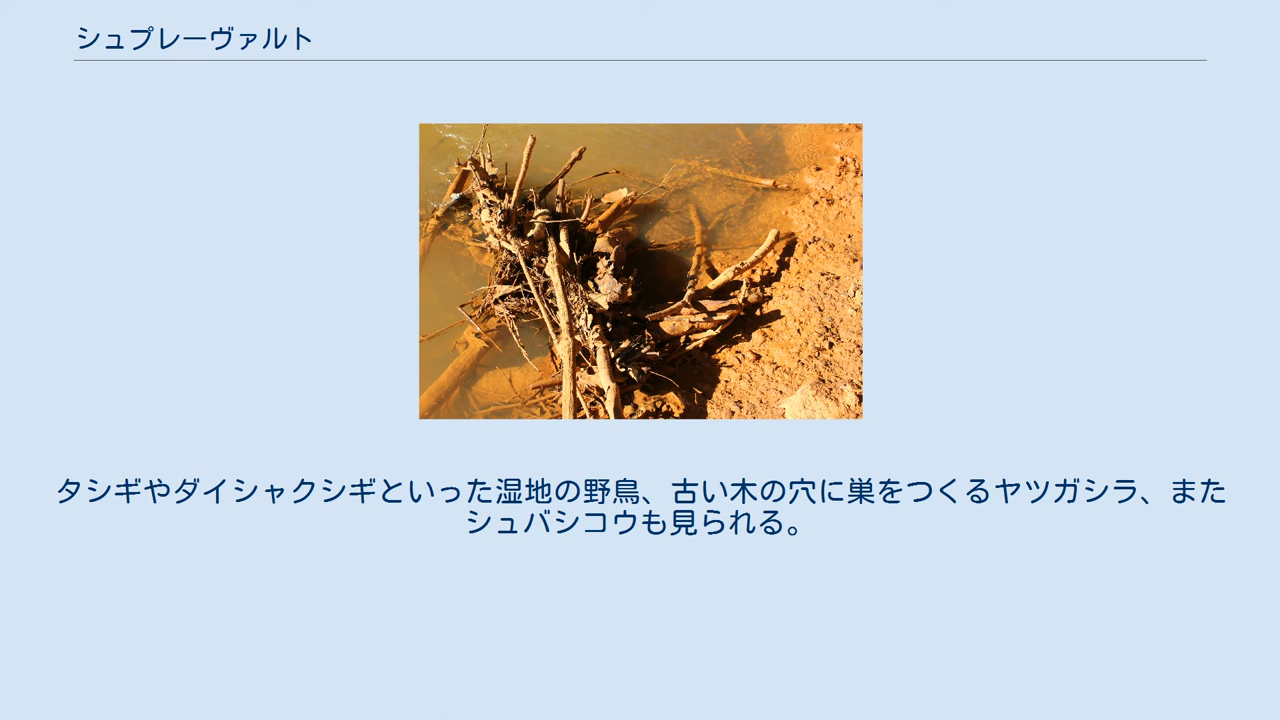 シュプレーヴァルト
タシギやダイシャクシギといった湿地の野鳥、古い木の穴に巣をつくるヤツガシラ、また
シュバシコウも見られる。